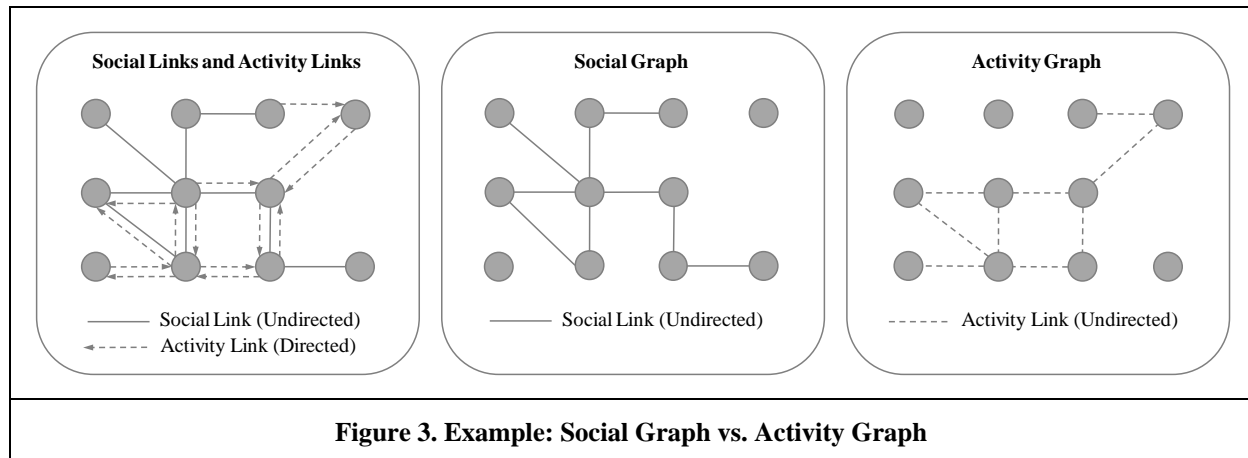 Social Links and Activity Links
Social Link (Undirected)
Activity Link (Directed)
Social Graph
Social Link (Undirected)
Activity Graph
Activity Link (Undirected)
Figure 3. Example: Social Graph vs. Activity Graph